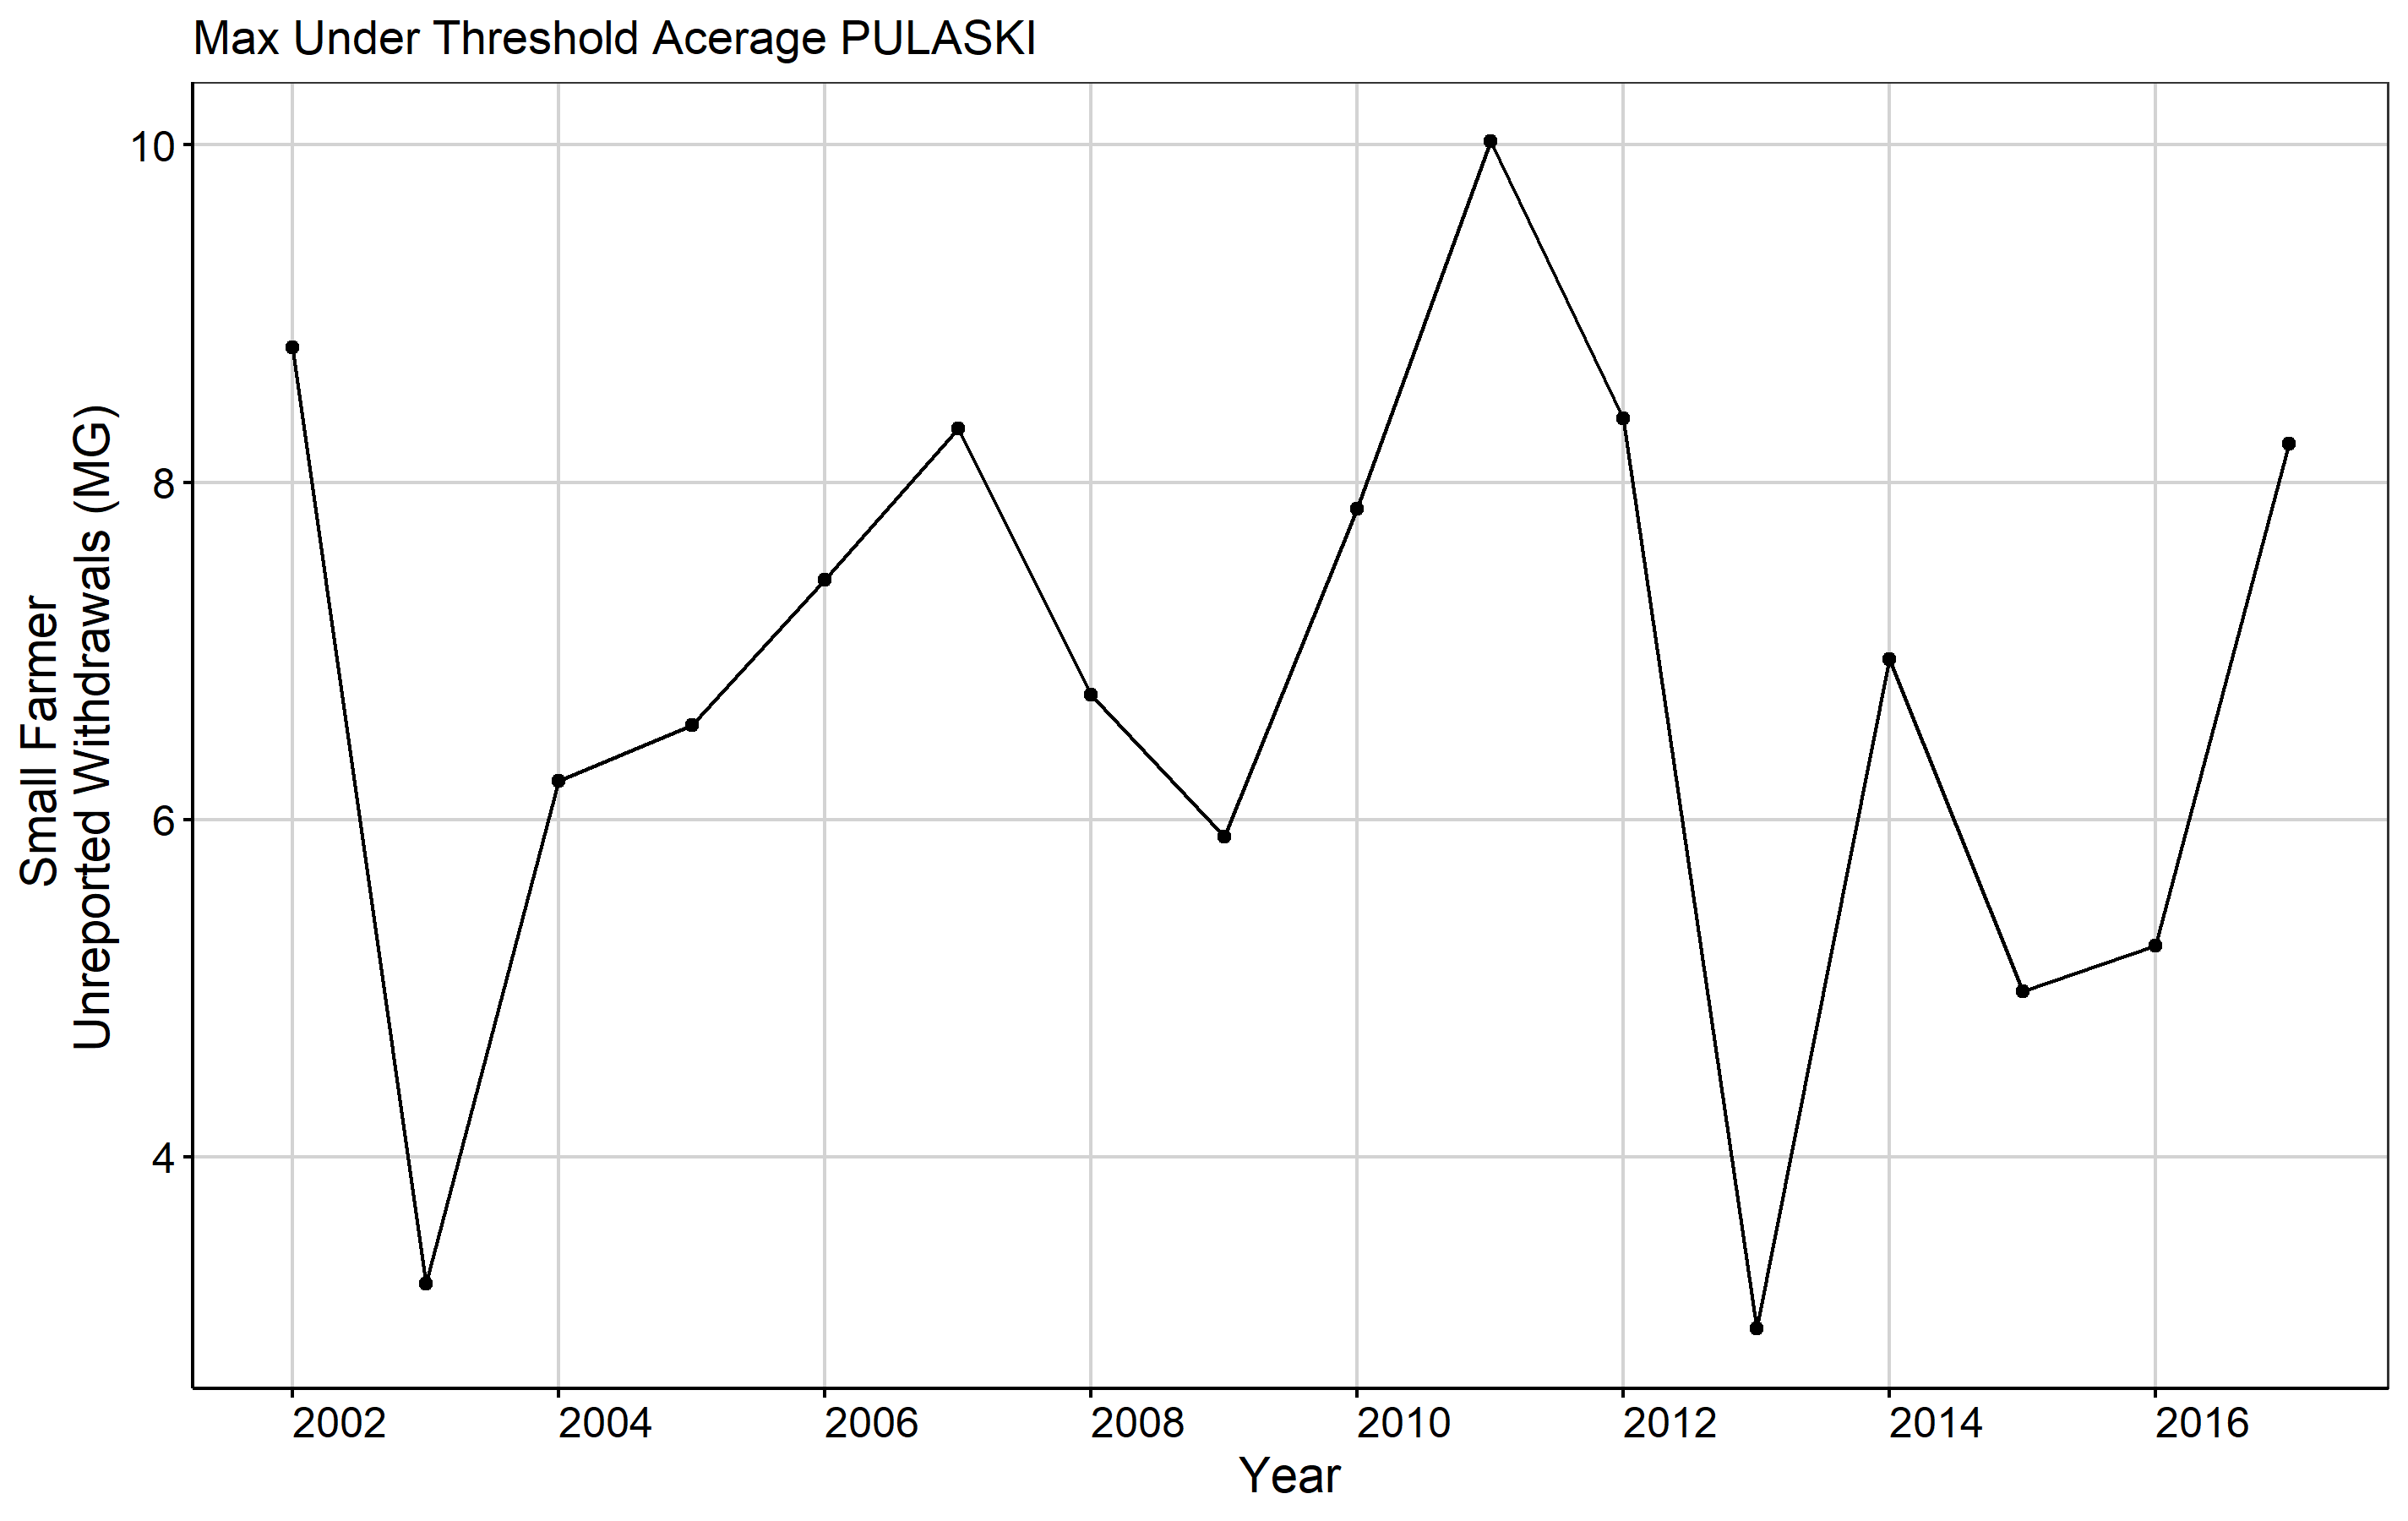 Max Under Threshold Acerage PULASKI
10
8
6
4
Small Farmer
Unreported Withdrawals (MG)
2002 2004 2006 2008 2010 2012 2014 2016
Year